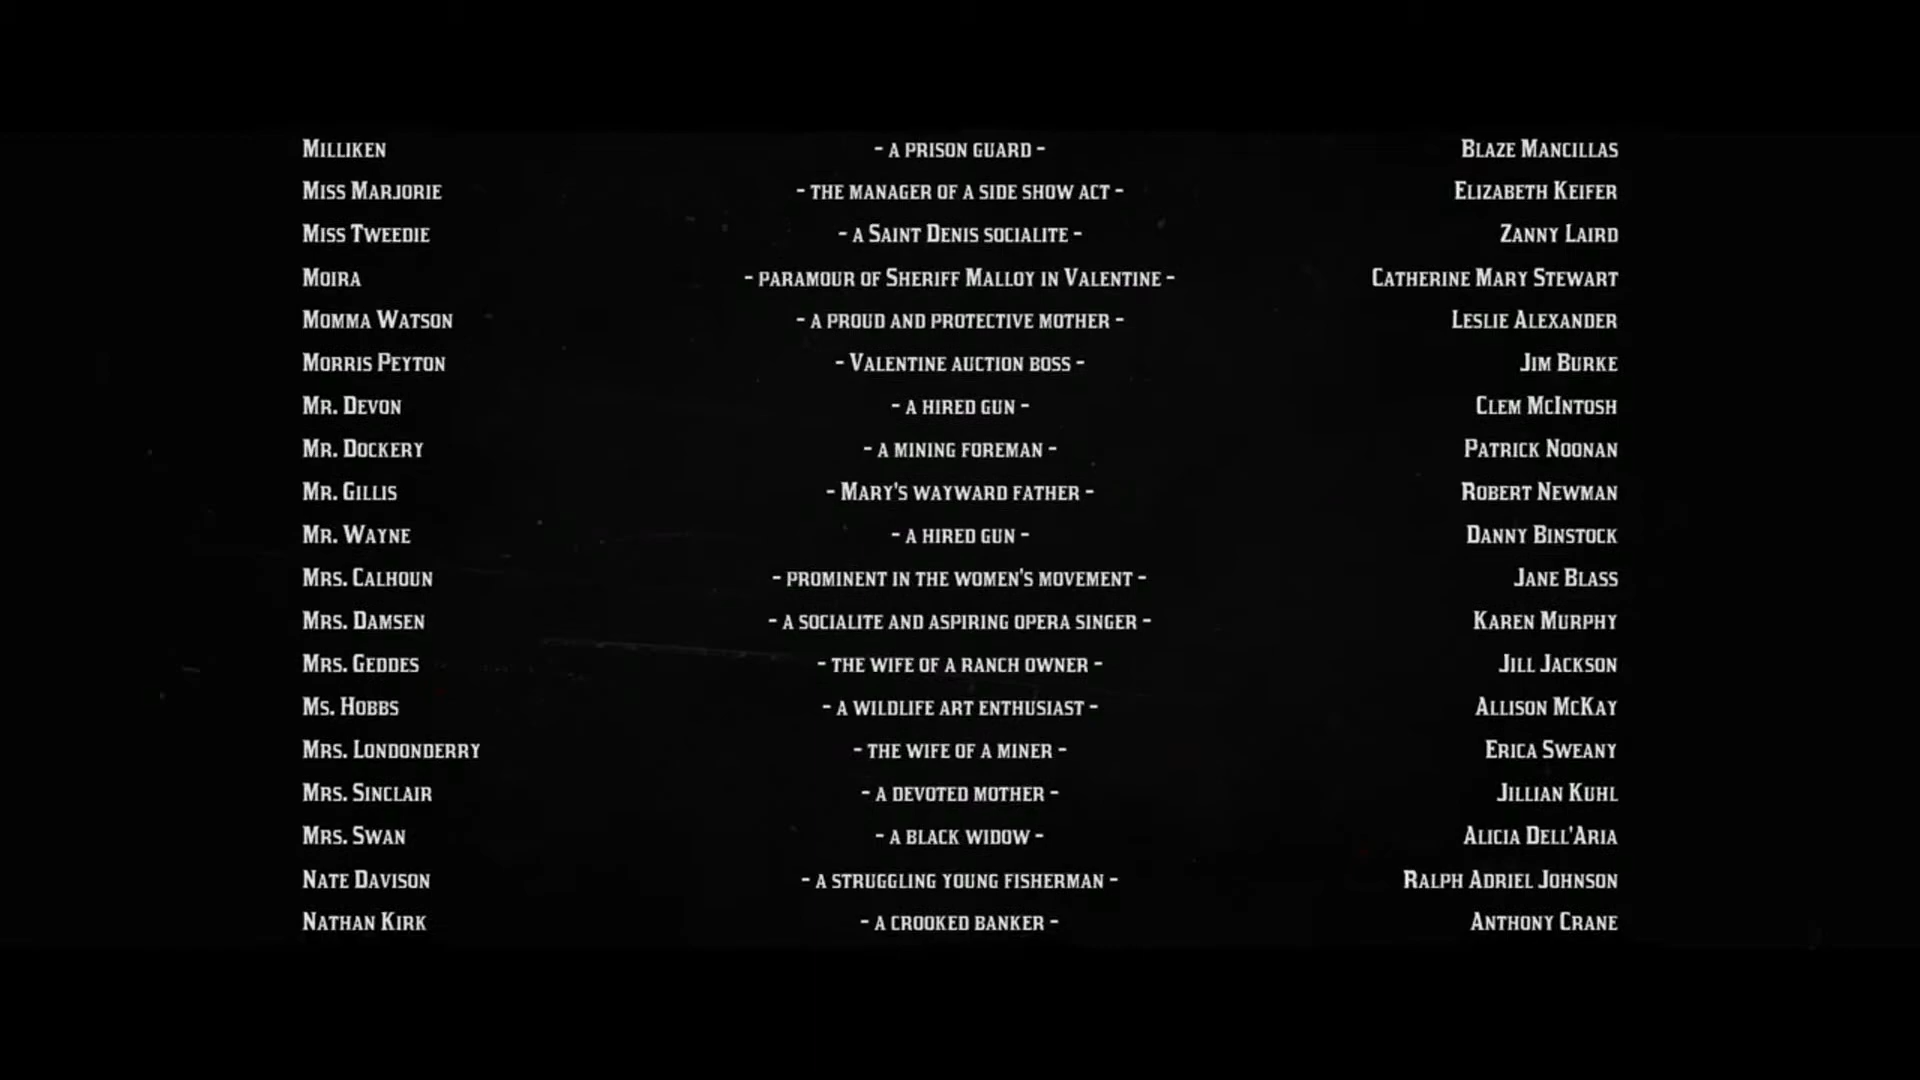 Milliken - a prison guard - Blaze Mancillas
Miss Marjorie - the manager of a side show act - Elizabeth Keifer
Miss Tweedie - a Saint Denis socialite - Zanny Laird
Moira - paramour of Sheriff Malloy in Valentine - Catherine Mary Stewart
Momma Watson - a proud and protective mother - Leslie Alexander
Morris Peyton - Valentine auction boss - Jim Burke
Mr. Devon - a hired gun - Clem McIntosh
Mr. Dockery - a mining foreman - Patrick Noonan
Mr. Gillis - Mary's wayward father - Robert Newman
Mr. Wayne - a hired gun - Danny Binstock
Mrs. Calhoun - prominent in the women's movement - Jane Blass
Mrs. Damsen - a socialite and aspiring opera singer - Karen Murphy
Mrs. Geddes - the wife of a ranch owner - Jill Jackson
Ms. Hobbs - a wildlife art enthusiast - Allison McKay
Mrs. Londonderry - the wife of a miner - Erica Sweany
Mrs. Sinclair - a devoted mother - Jillian Kuhl
Mrs. Swan - a black widow - Alicia Dell'Aria
Nate Davison - a struggling young fisherman - Ralph Adriel Johnson
Nathan Kirk - a crooked banker - Anthony Crane